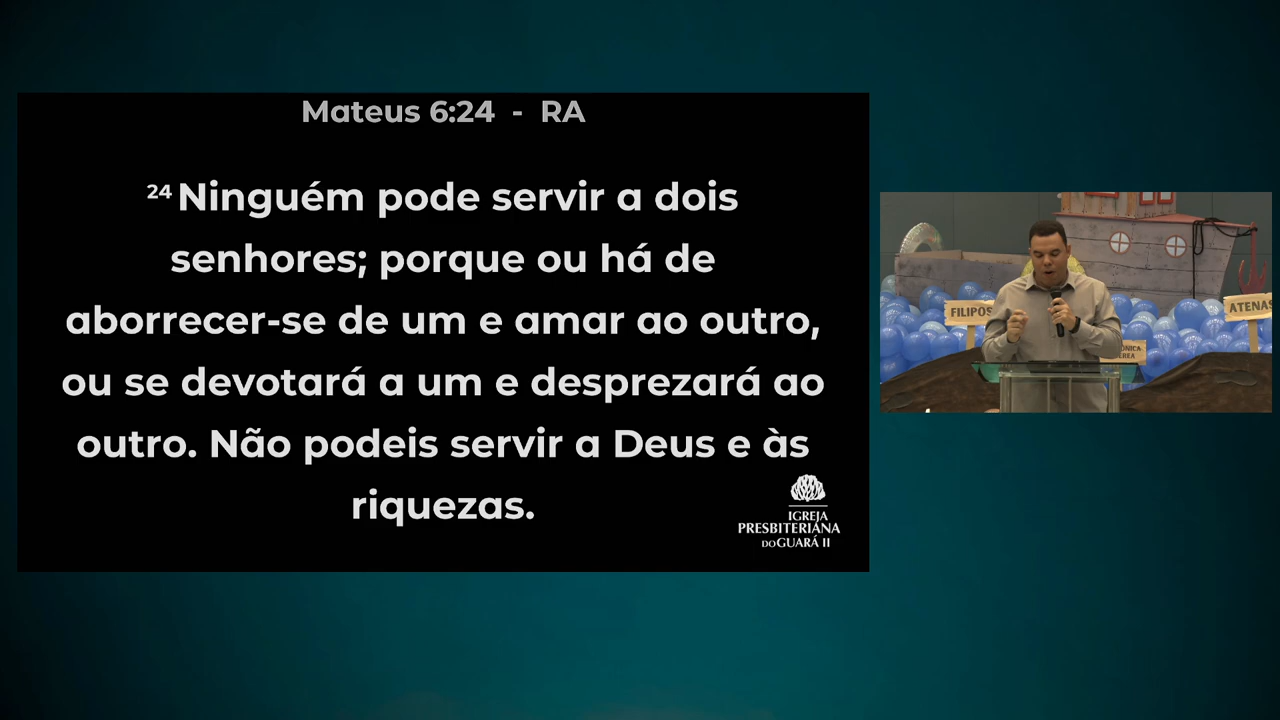 Mateus 6:24 - RA
24 Ninguém pode servir a dois
senhores; porque ou há de
aborrecer-se de um e amar ao outro,
ou se devotará a um e desprezará ao
outro. Não podeis servir a Deus e às
riquezas.
IGREJA
PRESBITERIANA
DO GUARÁ II
FILIPOS
ATENAS